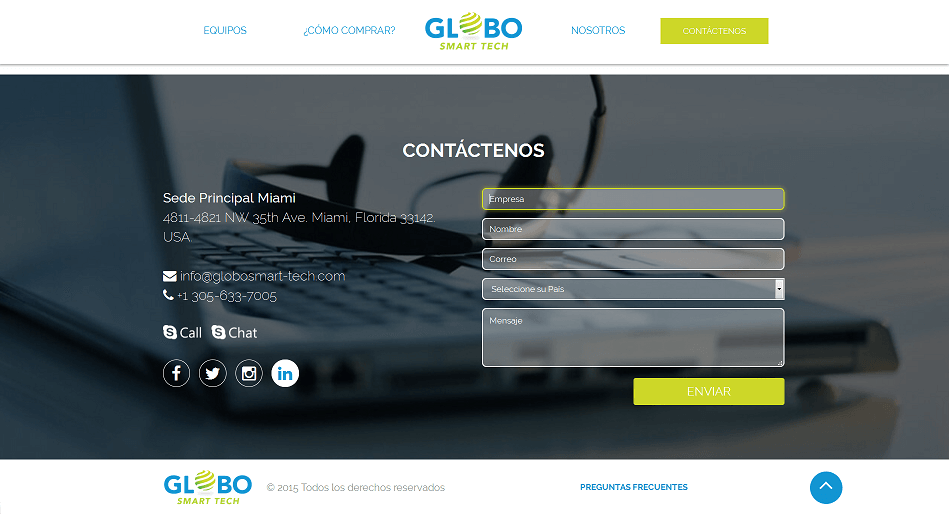 EQUIPOS
¿CÓMO COMPRAR?
GLOBO
SMART TECH
NOSOTROS
CONTÁCTENOS
CONTÁCTENOS
Sede Principal Miami
4811-4821 NW 35th Ave. Miami, Florida 33142.
USA.
info@globosmart-tech.com
+1 305-633-7005
Call
Chat
Empresa
Nombre
Correo
Seleccione su País
Mensaje
ENVIAR
GLOBO
SMART TECH
© 2015 Todos los derechos reservados
PREGUNTAS FRECUENTES